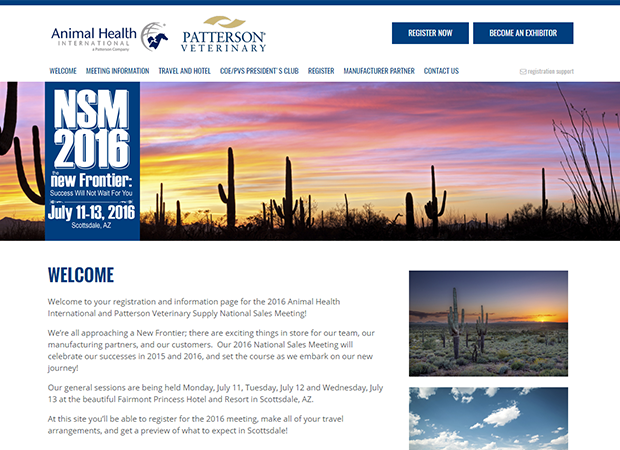 Animal Health
INTERNATIONAL
a Patterson Company
PATTERSON
VETERINARY
REGISTER NOW
BECOME AN EXHIBITOR
WELCOME
MEETING INFORMATION
TRAVEL AND HOTEL
COE/PVS PRESIDENT`S CLUB
REGISTER
MANUFACTURER PARTNER
CONTACT US
registration support
NSM
2016
the
new Frontier:
Success Will Not Wait For You
July 11-13, 2016
Scottsdale, AZ
WELCOME
Welcome to your registration and information page for the 2016 Animal Health
International and Patterson Veterinary Supply National Sales Meeting!
We're all approaching a New Frontier; there are exciting things in store for our team, our
manufacturing partners, and our customers. Our 2016 National Sales Meeting will
celebrate our successes in 2015 and 2016, and set the course as we embark on our new
journey!
Our general sessions are being held Monday, July 11, Tuesday, July 12 and Wednesday, July
13 at the beautiful Fairmont Princess Hotel and Resort in Scottsdale, AZ.
At this site you'll be able to register for the 2016 meeting, make all of your travel
arrangements, and get a preview of what to expect in Scottsdale!